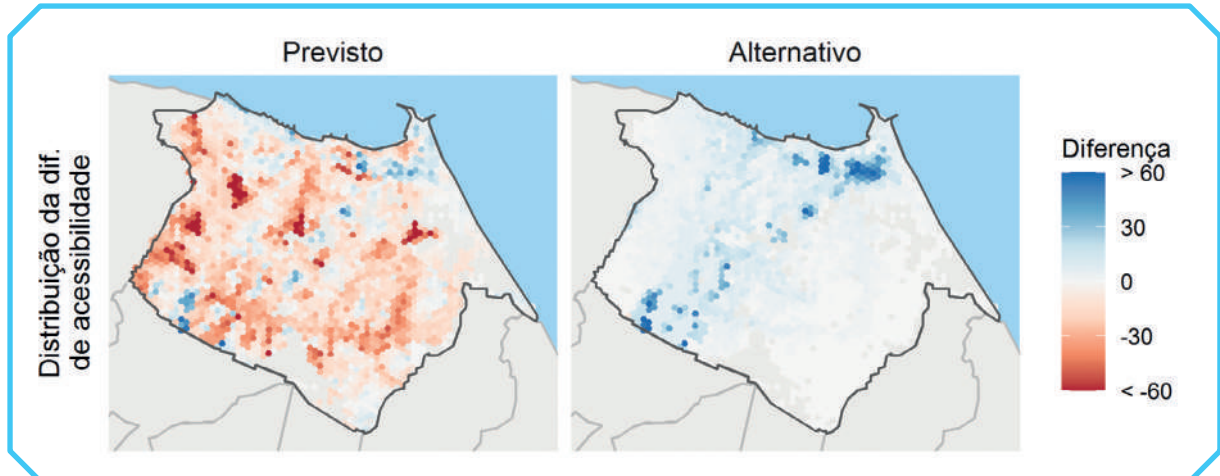 Previsto
Alternativo
Distribuição da dif.
de acessibilidade
Diferença
> 60
30
0
-30
< -60